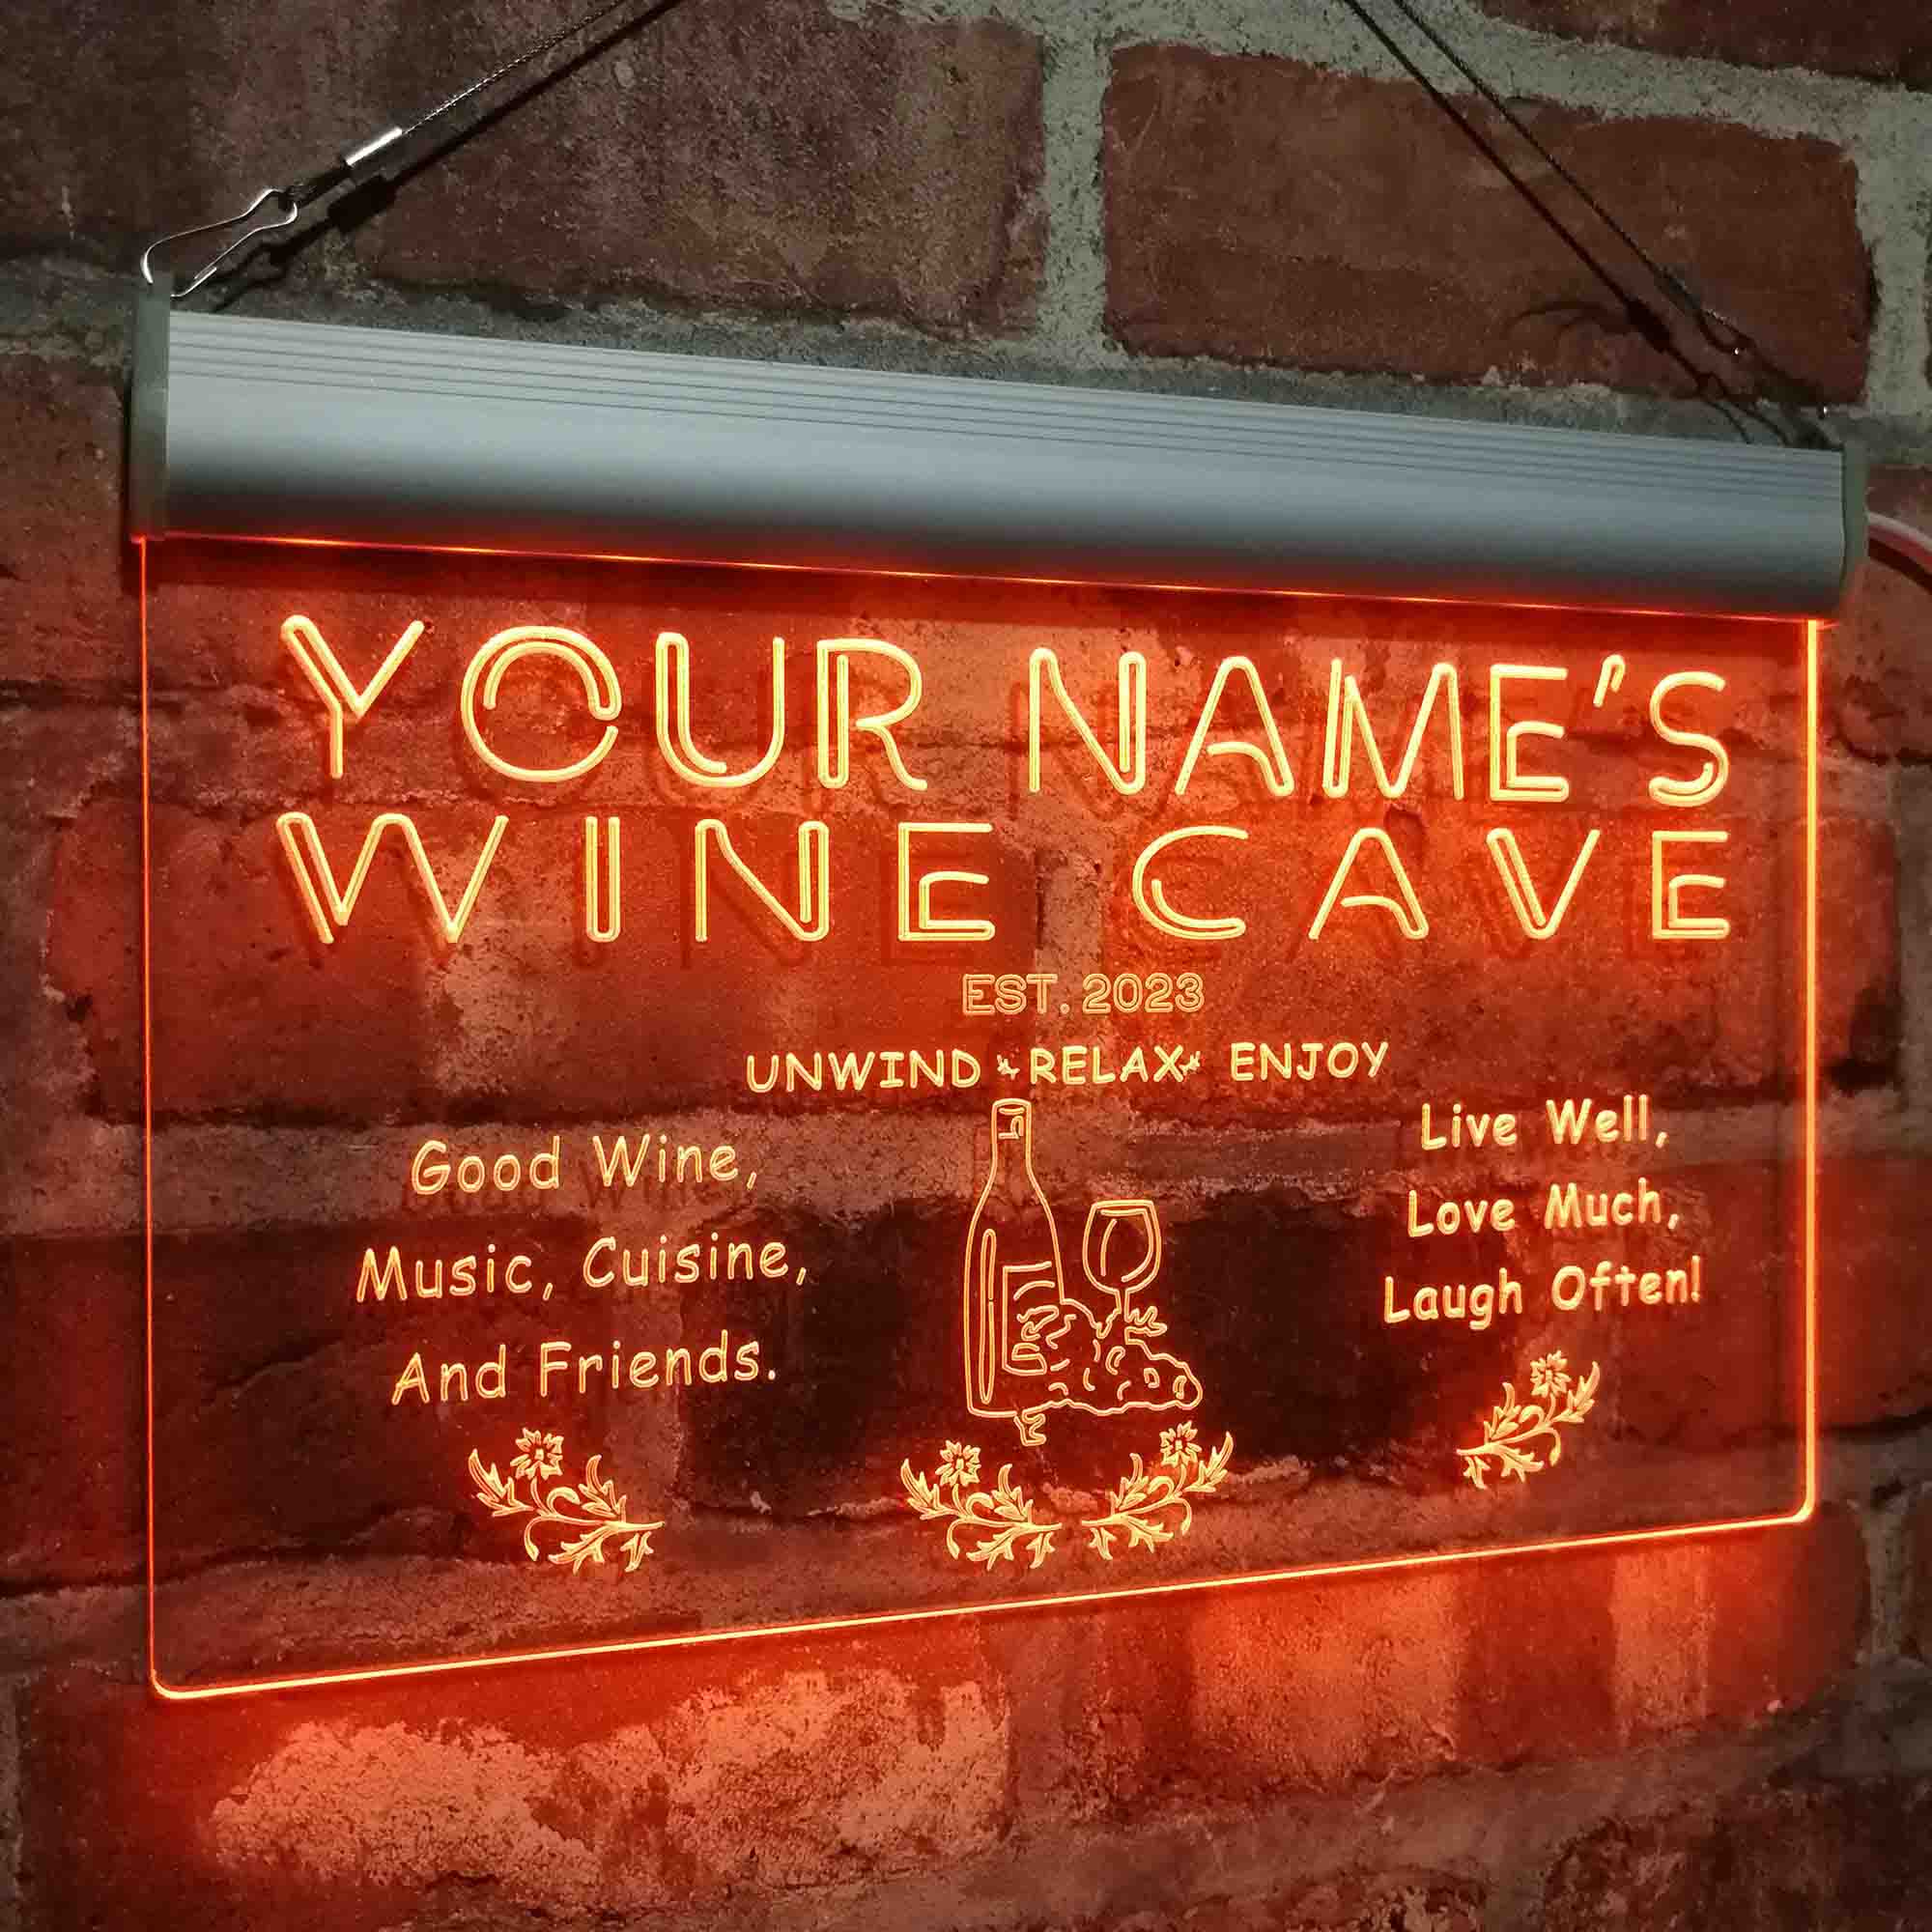 YOUR NAME'S
WINE CAVE
EST. 2023
UNWIND RELAX ENJOY
Good Wine,
Music, Cuisine,
And Friends.
Live Well,
Love Much,
Laugh Often!